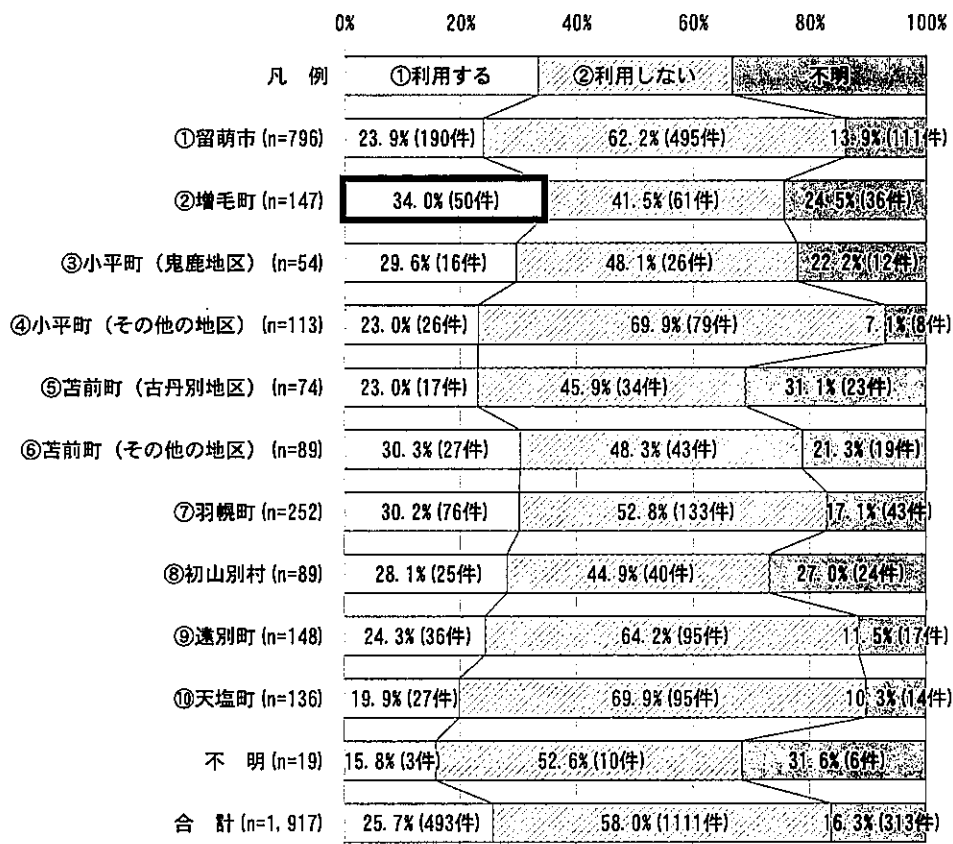 0% 20% 40% 60% 80% 100%
凡 例 ①利用する ②利用しない 不明
①留萌市(n=796) 23.9%(190件) 62.2%(495件) 13.9%(111件)
②増毛町(n=147) 34.0%(50件) 41.5%(61件) 24.5%(36件)
③小平町（鬼鹿地区）(n=54) 29.6%(16件) 48.1%(26件) 22.2%(12件)
④小平町（その他の地区）(n=113) 23.0%(26件) 69.9%(79件) 7.1%(8件)
⑤苫前町（古丹別地区）(n=74) 23.0%(17件) 45.9%(34件) 31.1%(23件)
⑥苫前町（その他の地区）(n=89) 30.3%(27件) 48.3%(43件) 21.3%(19件)
⑦羽幌町(n=252) 30.2%(76件) 52.8%(133件) 17.1%(43件)
⑧初山別村(n=89) 28.1%(25件) 44.9%(40件) 27.0%(24件)
⑨遠別町(n=148) 24.3%(36件) 64.2%(95件) 11.5%(17件)
⑩天塩町(n=136) 19.9%(27件) 69.9%(95件) 10.3%(14件)
不 明(n=19) 15.8%(3件) 52.6%(10件) 31.6%(6件)
合 計(n=1,917) 25.7%(493件) 58.0%(1111件) 16.3%(313件)